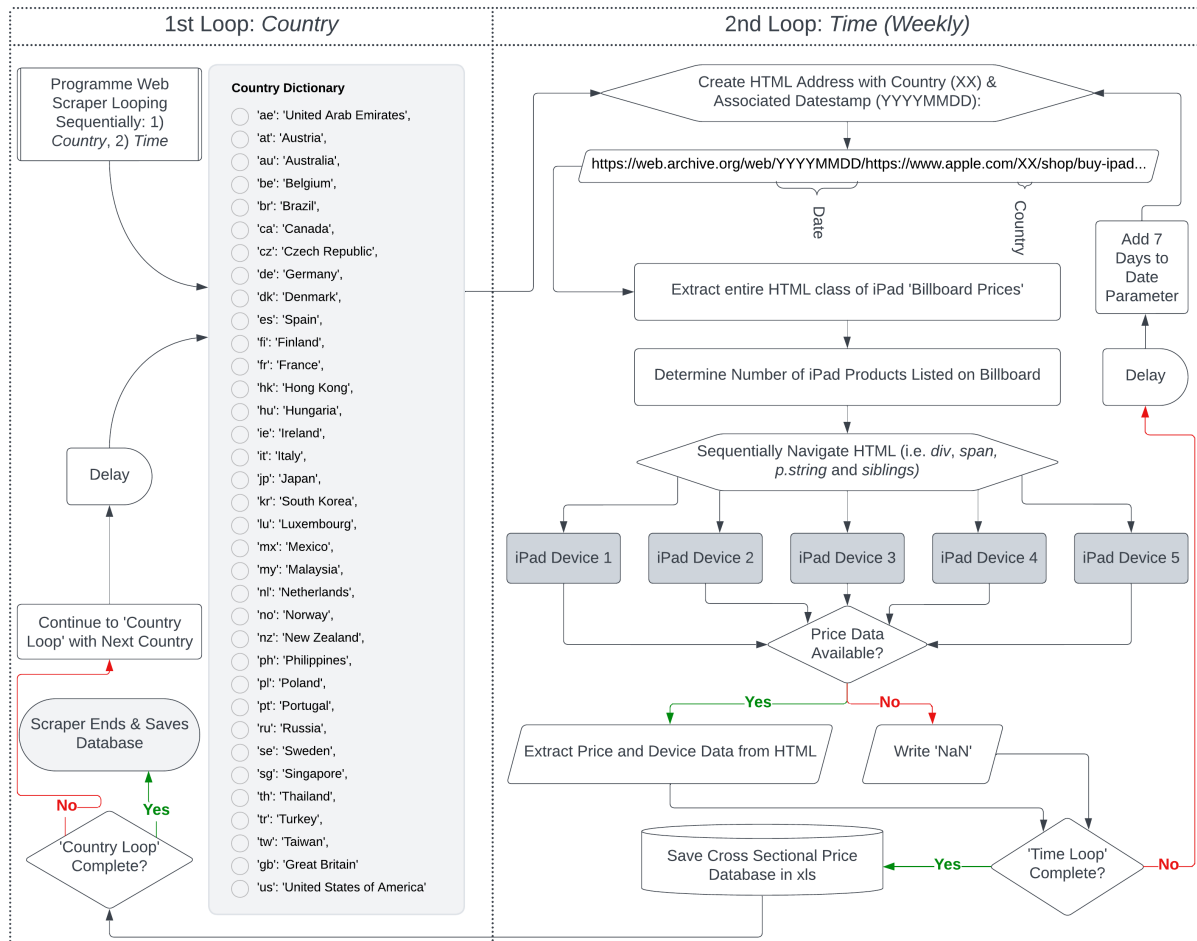 1st Loop: Country
2nd Loop: Time (Weekly)
Programme Web
Scraper Looping
Sequentially: 1)
Country, 2) Time
Country Dictionary
'ae': 'United Arab Emirates',
'at': 'Austria',
'au': 'Australia',
'be': 'Belgium',
'br': 'Brazil',
'ca': 'Canada',
'cz': 'Czech Republic',
'de': 'Germany',
'dk': 'Denmark',
'es': 'Spain',
'fi': 'Finland',
'fr': 'France',
'hk': 'Hong Kong',
'hu': 'Hungaria',
'ie': 'Ireland',
'it': 'Italy',
'jp': 'Japan',
'kr': 'South Korea',
'lu': 'Luxembourg',
'mx': 'Mexico',
'my': 'Malaysia',
'nl': 'Netherlands',
'no': 'Norway',
'nz': 'New Zealand',
'ph': 'Philippines',
'pl': 'Poland',
'pt': 'Portugal',
'ru': 'Russia',
'se': 'Sweden',
'sg': 'Singapore',
'th': 'Thailand',
'tr': 'Turkey',
'tw': 'Taiwan',
'gb': 'Great Britain'
'us': 'United States of America'
Delay
Continue to 'Country
Loop' with Next Country
Scraper Ends & Saves
Database
No
Yes
'Country Loop'
Complete?
Create HTML Address with Country (XX) &
Associated Datestamp (YYYYMMDD):
https://web.archive.org/web/YYYYMMDD/https://www.apple.com/XX/shop/buy-ipad...
Date
Country
Add 7
Days to
Date
Parameter
Extract entire HTML class of iPad 'Billboard Prices'
Determine Number of iPad Products Listed on Billboard
Delay
Sequentially Navigate HTML (i.e. div, span,
p.string and siblings)
iPad Device 1
iPad Device 2
iPad Device 3
iPad Device 4
iPad Device 5
Price Data
Available?
Yes
No
Extract Price and Device Data from HTML
Write 'NaN'
Save Cross Sectional Price
Database in xls
Yes
'Time Loop'
Complete?
No